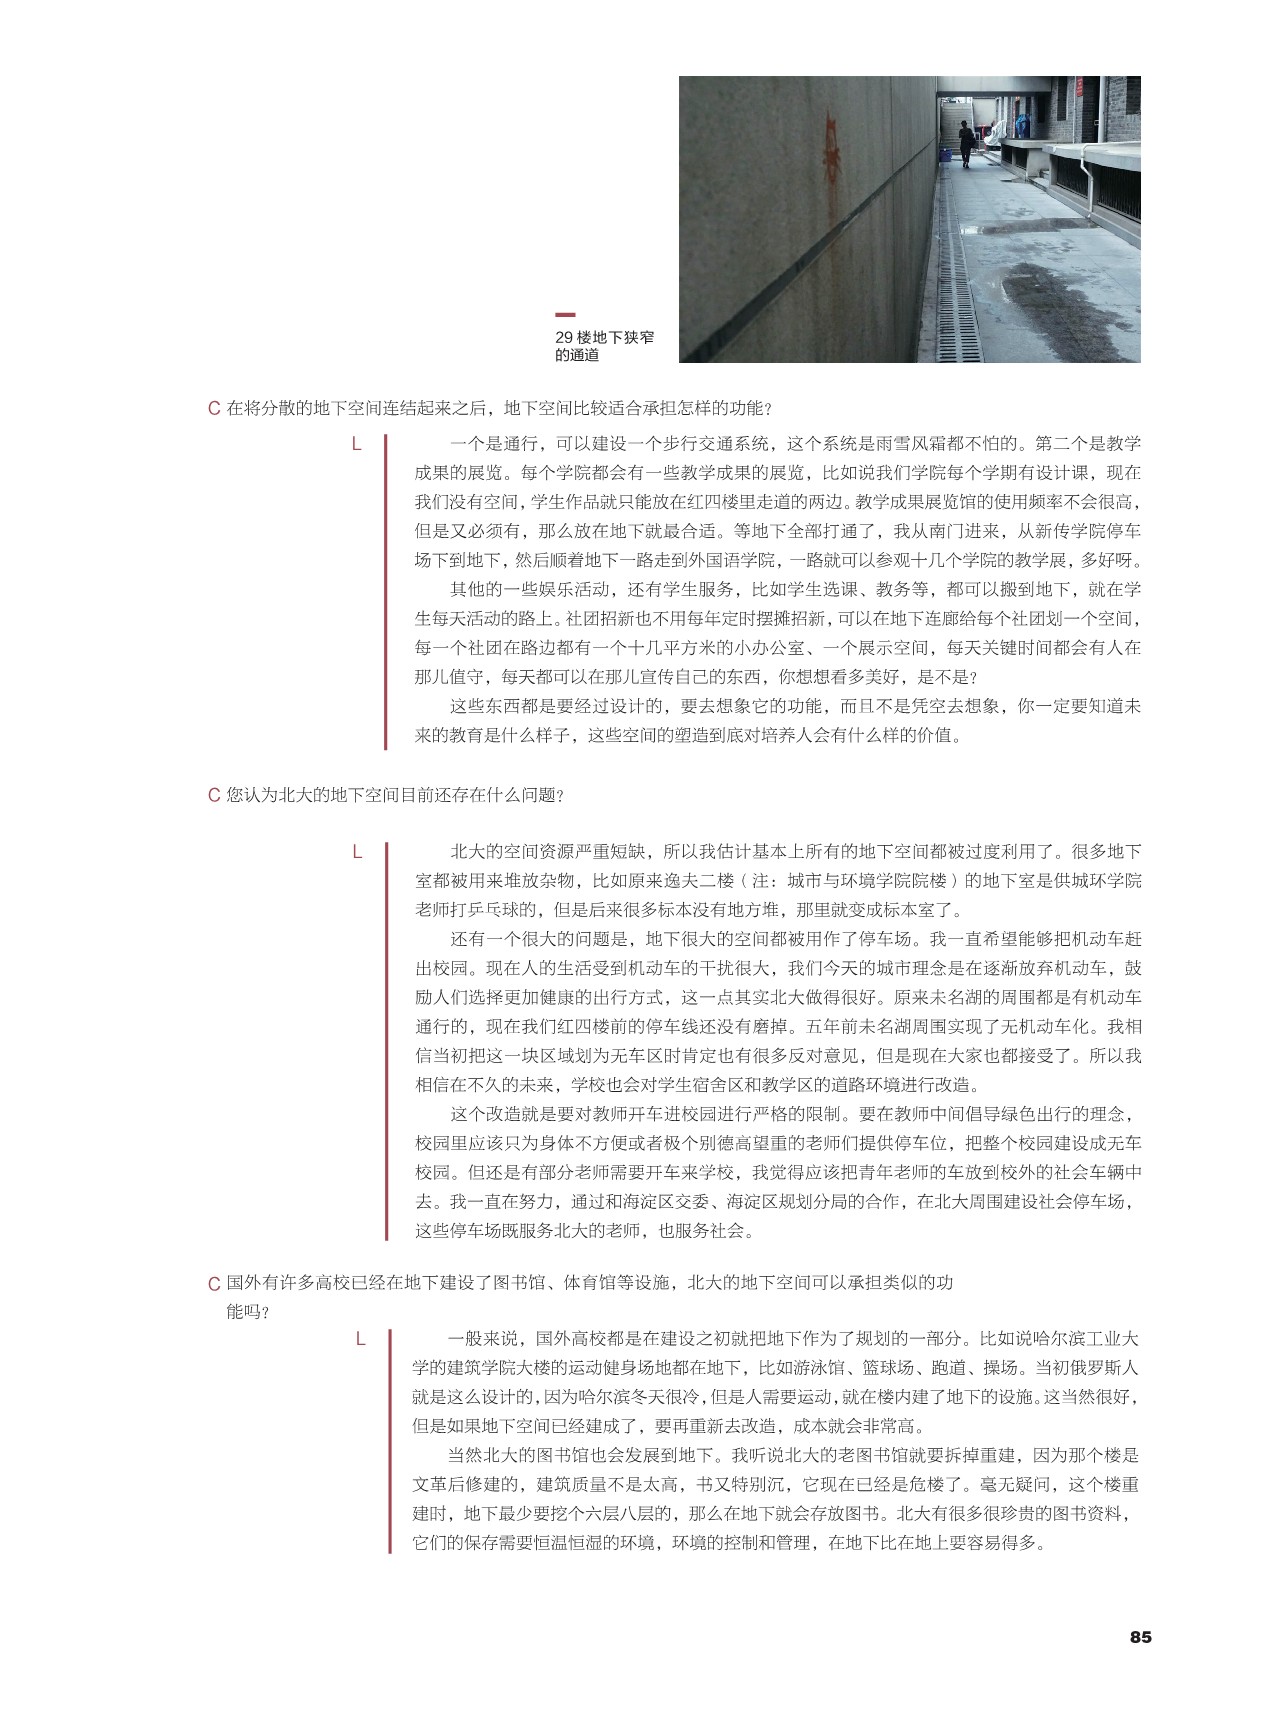 29 楼地下狭窄
的通道
C 在将分散的地下空间连结起来之后，地下空间比较适合承担怎样的功能？
L 一个是通行，可以建设一个步行交通系统，这个系统是雨雪风霜都不怕的。第二个是教学
成果的展览。每个学院都会有一些教学成果的展览，比如说我们学院每个学期有设计课，现在
我们没有空间，学生作品就只能放在红四楼里走道的两边。教学成果展览馆的使用频率不会很高，
但是又必须有，那么放在地下就最合适。等地下全部打通了，我从南门进来，从新传学院停车
场下到地下，然后顺着地下一路走到外国语学院，一路就可以参观十几个学院的教学展，多好呀。
其他的一些娱乐活动，还有学生服务，比如学生选课、教务等，都可以搬到地下，就在学
生每天活动的路上。社团招新也不用每年定时摆摊招新，可以在地下连廊给每个社团划一个空间，
每一个社团在路边都有一个十几平方米的小办公室、一个展示空间，每天关键时间都会有人在
那儿值守，每天都可以在那儿宣传自己的东西，你想想看多美好，是不是？
这些东西都是要经过设计的，要去想象它的功能，而且不是凭空去想象，你一定要知道未
来的教育是什么样子，这些空间的塑造到底对培养人会有什么样的价值。
C 您认为北大的地下空间目前还存在什么问题？
L 北大的空间资源严重短缺，所以我估计基本上所有的地下空间都被过度利用了。很多地下
室都被用来堆放杂物，比如原来逸夫二楼（注：城市与环境学院院楼）的地下室是供城环学院
老师打乒乓球的，但是后来很多标本没有地方堆，那里就变成标本室了。
还有一个很大的问题是，地下很大的空间都被用作了停车场。我一直希望能够把机动车赶
出校园。现在人的生活受到机动车的干扰很大，我们今天的城市理念是在逐渐放弃机动车，鼓
励人们选择更加健康的出行方式，这一点其实北大做得很好。原来未名湖的周围都是有机动车
通行的，现在我们红四楼前的停车线还没有磨掉。五年前未名湖周围实现了无机动车化。我相
信当初把这一块区域划为无车区时肯定也有很多反对意见，但是现在大家也都接受了。所以我
相信在不久的未来，学校也会对学生宿舍区和教学区的道路环境进行改造。
这个改造就是要对教师开车进校园进行严格的限制。要在教师中间倡导绿色出行的理念，
校园里应该只为身体不方便或者极个别德高望重的老师们提供停车位，把整个校园建设成无车
校园。但还是有部分老师需要开车来学校，我觉得应该把青年老师的车放到校外的社会车辆中
去。我一直在努力，通过和海淀区交委、海淀区规划分局的合作，在北大周围建设社会停车场，
这些停车场既服务北大的老师，也服务社会。
C 国外有许多高校已经在地下建设了图书馆、体育馆等设施，北大的地下空间可以承担类似的功
能吗？
L 一般来说，国外高校都是在建设之初就把地下作为了规划的一部分。比如说哈尔滨工业大
学的建筑学院大楼的运动健身场地都在地下，比如游泳馆、篮球场、跑道、操场。当初俄罗斯人
就是这么设计的，因为哈尔滨冬天很冷，但是人需要运动，就在楼内建了地下的设施。这当然很好，
但是如果地下空间已经建成了，要再重新去改造，成本就会非常高。
当然北大的图书馆也会发展到地下。我听说北大的老图书馆就要拆掉重建，因为那个楼是
文革后修建的，建筑质量不是太高，书又特别沉，它现在已经是危楼了。毫无疑问，这个楼重
建时，地下最少要挖个六层八层的，那么在地下就会存放图书。北大有很多很珍贵的图书资料，
它们的保存需要恒温恒湿的环境，环境的控制和管理，在地下比在地上要容易得多。
85